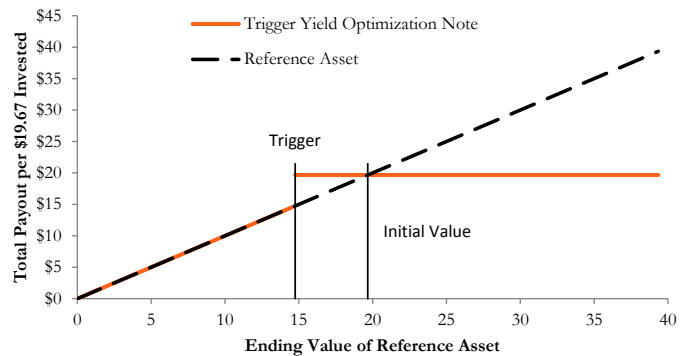 Total Payout per $19.67 Invested
$45
$40
$35
$30
$25
$20
$15
$10
$5
$0
Trigger Yield Optimization Note
Reference Asset
Trigger
Initial Value
0 5 10 15 20 25 30 35 40
Ending Value of Reference Asset